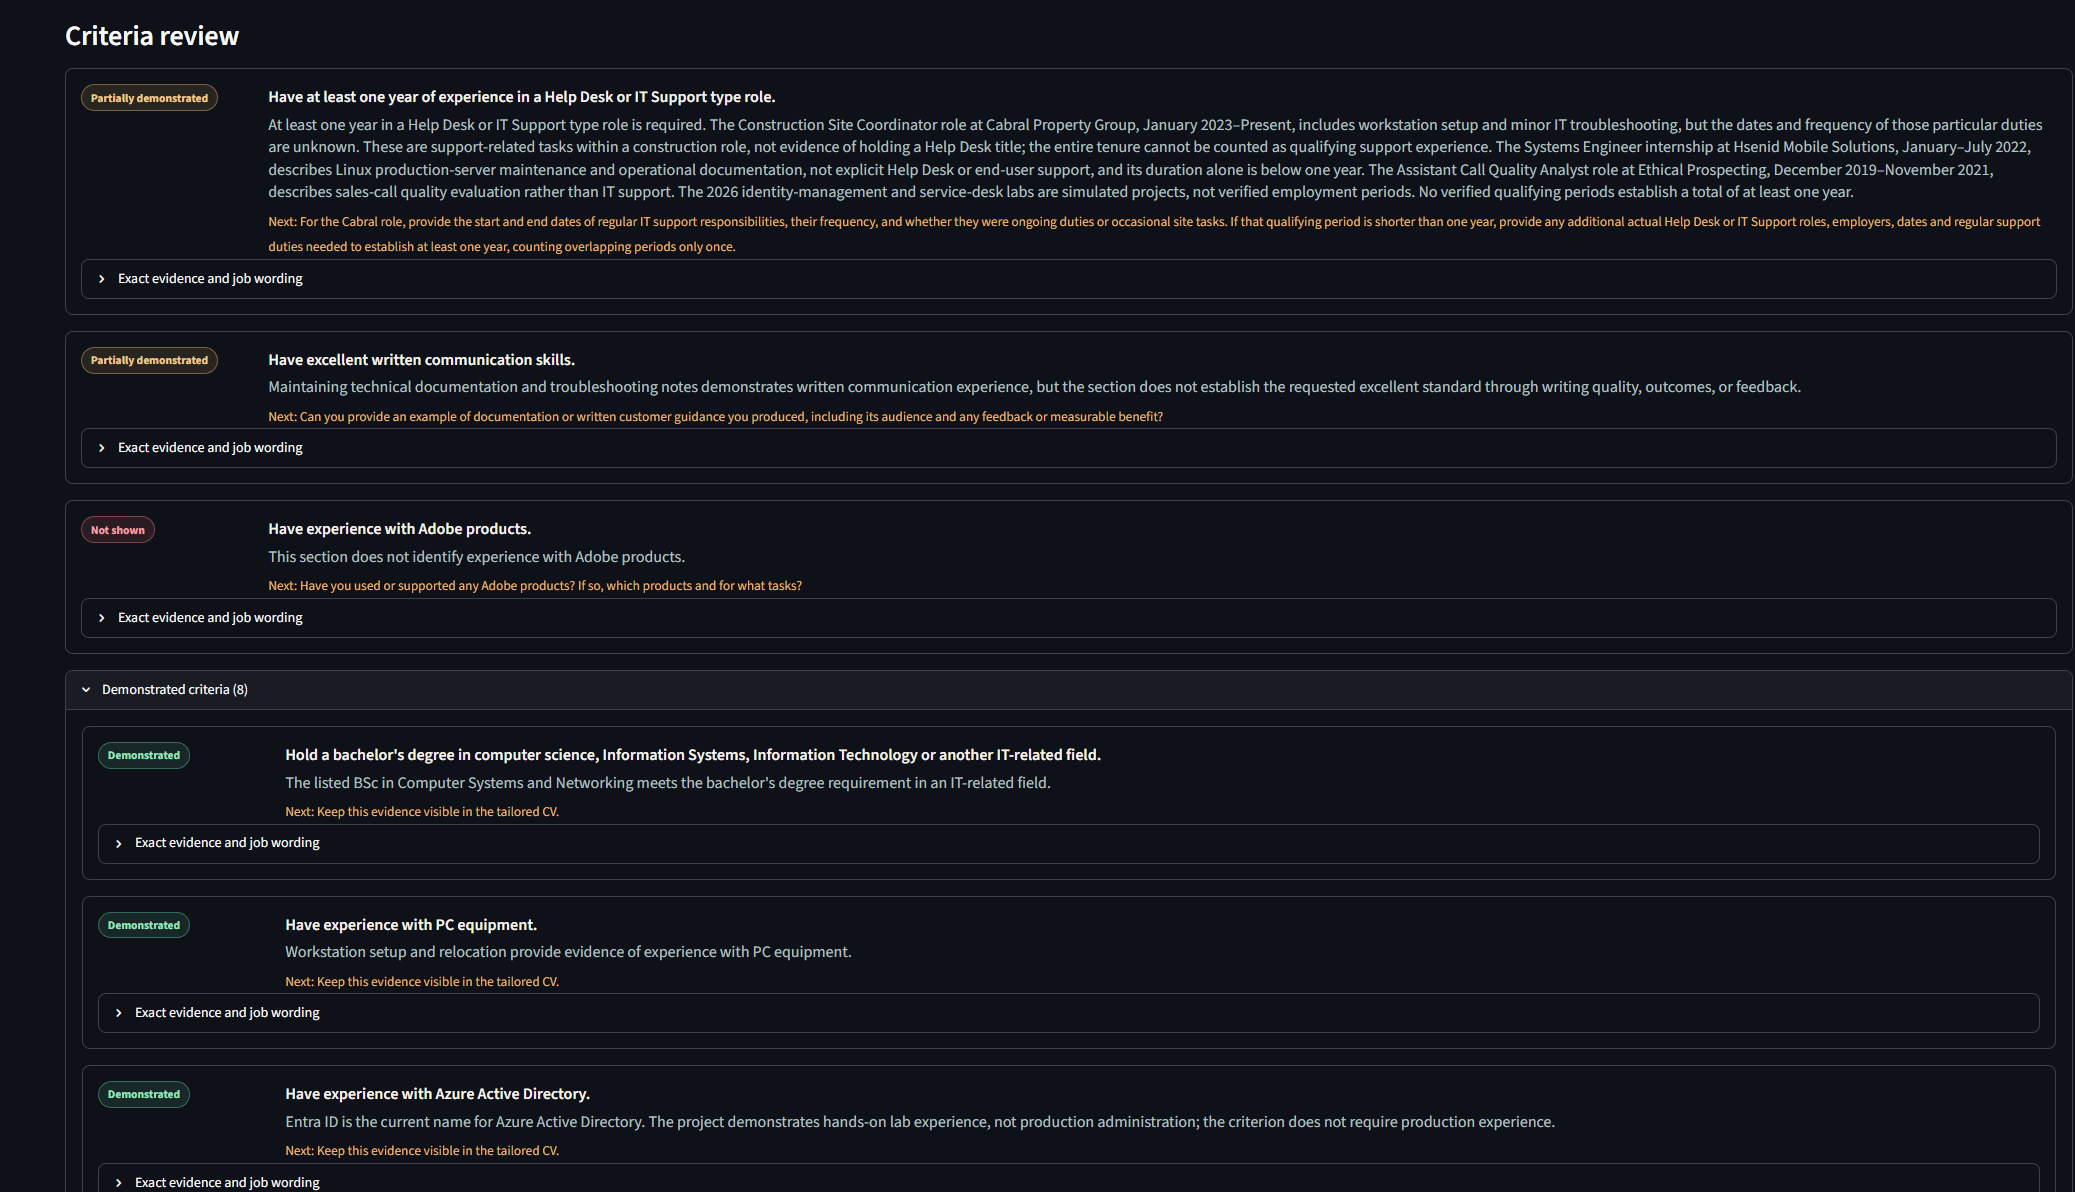 Criteria review
Partially demonstrated
Have at least one year of experience in a Help Desk or IT Support type role.
At least one year in a Help Desk or IT Support type role is required. The Construction Site Coordinator role at Cabral Property Group, January 2023–Present, includes workstation setup and minor IT troubleshooting, but the dates and frequency of those particular duties
are unknown. These are support-related tasks within a construction role, not evidence of holding a Help Desk title; the entire tenure cannot be counted as qualifying support experience. The Systems Engineer internship at Hsenid Mobile Solutions, January–July 2022,
describes Linux production-server maintenance and operational documentation, not explicit Help Desk or end-user support, and its duration alone is below one year. The Assistant Call Quality Analyst role at Ethical Prospecting, December 2019–November 2021,
describes sales-call quality evaluation rather than IT support. The 2026 identity-management and service-desk labs are simulated projects, not verified employment periods. No verified qualifying periods establish a total of at least one year.
Next: For the Cabral role, provide the start and end dates of regular IT support responsibilities, their frequency, and whether they were ongoing duties or occasional site tasks. If that qualifying period is shorter than one year, provide any additional actual Help Desk or IT Support roles, employers, dates and regular support
duties needed to establish at least one year, counting overlapping periods only once.
Exact evidence and job wording
Partially demonstrated
Have excellent written communication skills.
Maintaining technical documentation and troubleshooting notes demonstrates written communication experience, but the section does not establish the requested excellent standard through writing quality, outcomes, or feedback.
Next: Can you provide an example of documentation or written customer guidance you produced, including its audience and any feedback or measurable benefit?
Exact evidence and job wording
Not shown
Have experience with Adobe products.
This section does not identify experience with Adobe products.
Next: Have you used or supported any Adobe products? If so, which products and for what tasks?
Exact evidence and job wording
Demonstrated criteria (8)
Demonstrated
Hold a bachelor's degree in computer science, Information Systems, Information Technology or another IT-related field.
The listed BSc in Computer Systems and Networking meets the bachelor's degree requirement in an IT-related field.
Next: Keep this evidence visible in the tailored CV.
Exact evidence and job wording
Demonstrated
Have experience with PC equipment.
Workstation setup and relocation provide evidence of experience with PC equipment.
Next: Keep this evidence visible in the tailored CV.
Exact evidence and job wording
Demonstrated
Have experience with Azure Active Directory.
Entra ID is the current name for Azure Active Directory. The project demonstrates hands-on lab experience, not production administration; the criterion does not require production experience.
Next: Keep this evidence visible in the tailored CV.
Exact evidence and job wording